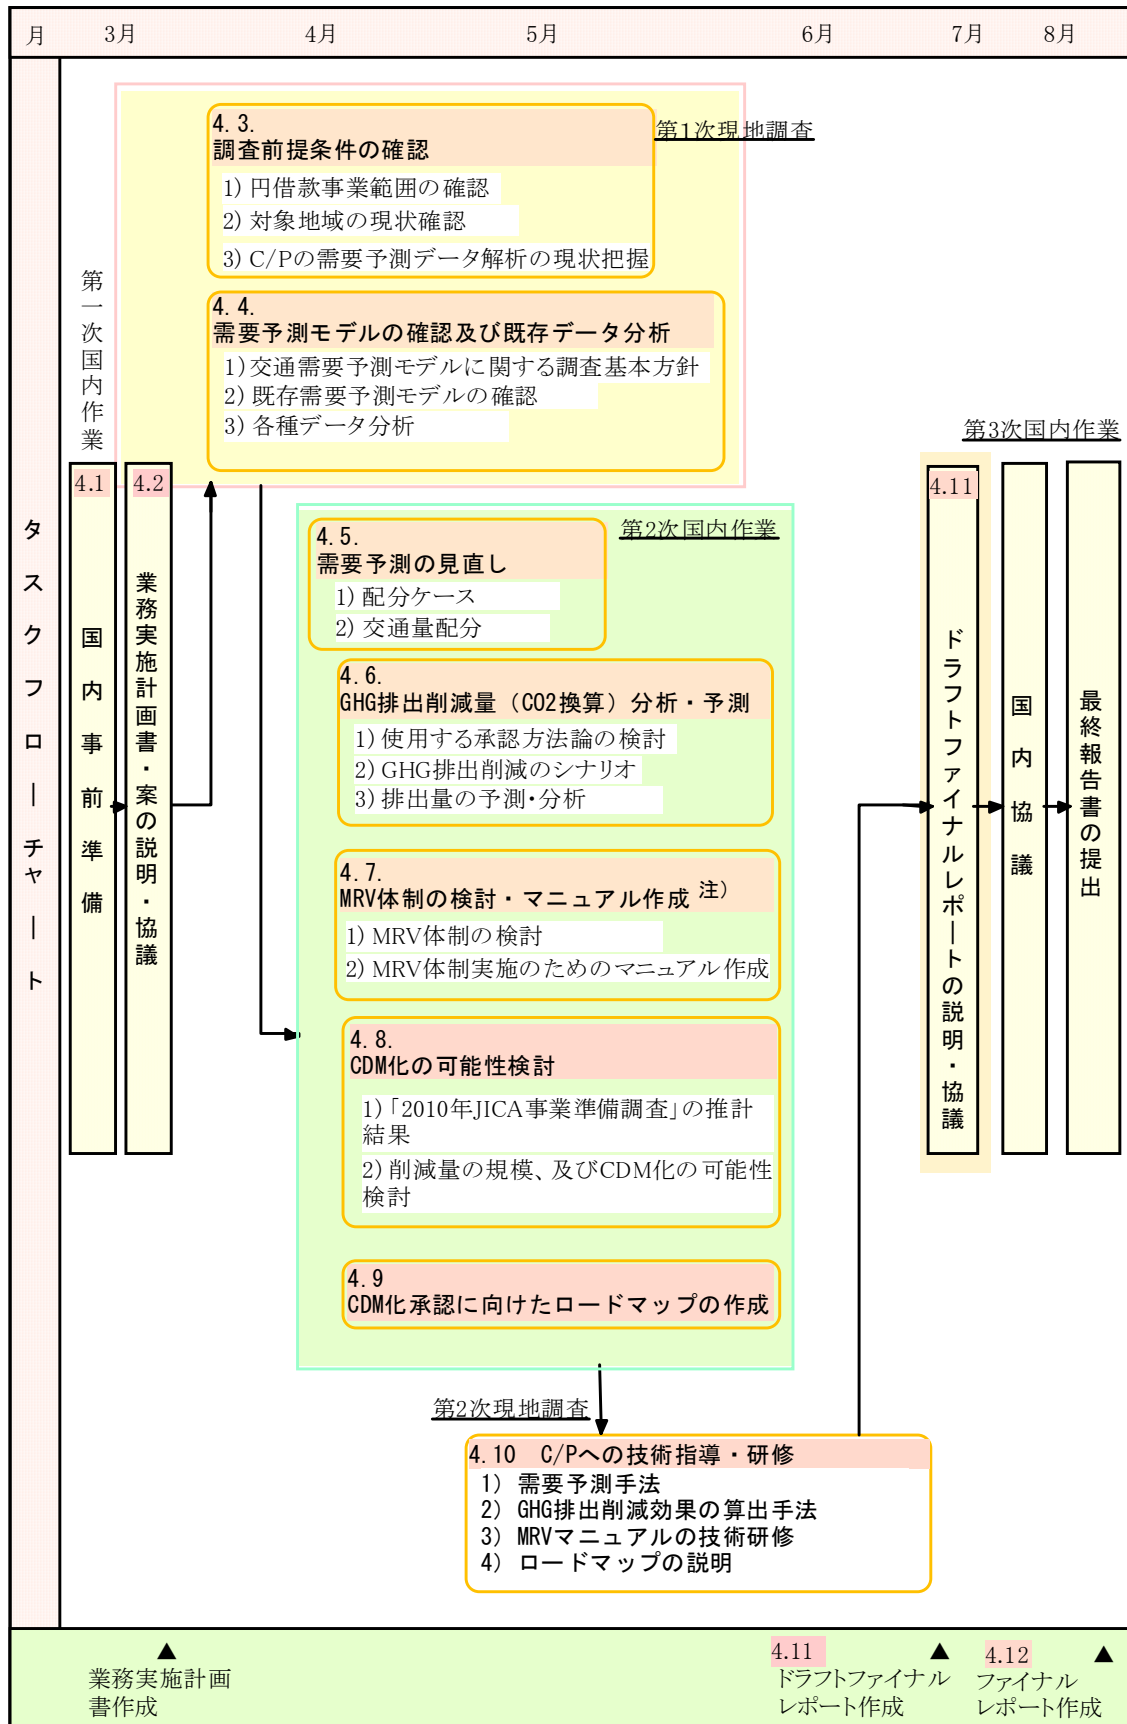 月 3月 4月 5月 6月 7月 8月
タスクフローチャート
第一次国内作業
4.1
国内事前準備
4.2
業務実施計画書・案の説明・協議
第1次現地調査
4.3.
調査前提条件の確認
1) 円借款事業範囲の確認
2) 対象地域の現状確認
3) C/Pの需要予測データ解析の現状把握
4.4.
需要予測モデルの確認及び既存データ分析
1)交通需要予測モデルに関する調査基本方針
2) 既存需要予測モデルの確認
3) 各種データ分析
第2次国内作業
4.5.
需要予測の見直し
1) 配分ケース
2) 交通量配分
4.6.
GHG排出削減量（CO2換算）分析・予測
1) 使用する承認方法論の検討
2) GHG排出削減のシナリオ
3) 排出量の予測・分析
4.7.
MRV体制の検討・マニュアル作成 注）
1) MRV体制の検討
2) MRV体制実施のためのマニュアル作成
4.8.
CDM化の可能性検討
1)「2010年JICA事業準備調査」の推計
結果
2) 削減量の規模、及びCDM化の可能性
検討
4.9
CDM化承認に向けたロードマップの作成
第2次現地調査
4.10 C/Pへの技術指導・研修
1) 需要予測手法
2) GHG排出削減効果の算出手法
3) MRVマニュアルの技術研修
4) ロードマップの説明
第3次国内作業
4.11
ドラフトファイナルレポートの説明・協議
国内協議
最終報告書の提出
▲
業務実施計画
書作成
4.11 ▲
ドラフトファイナル
レポート作成
4.12 ▲
ファイナル
レポート作成